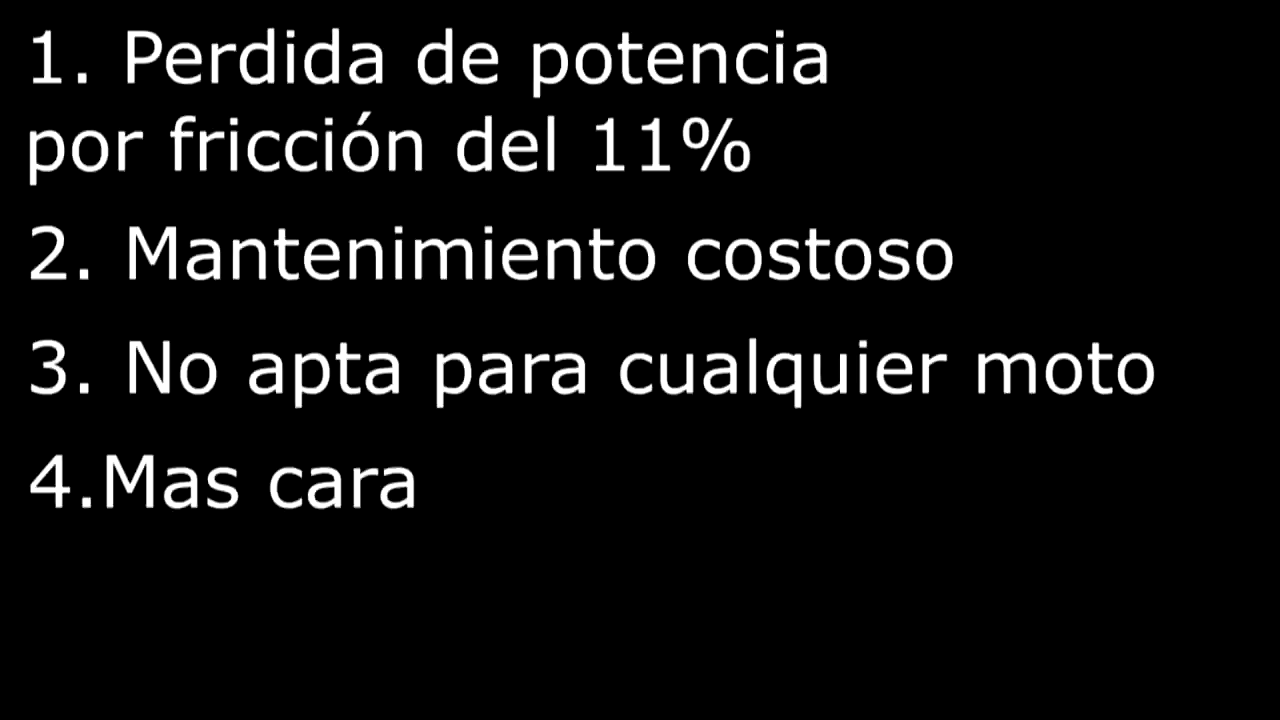 1. Perdida de potencia
por fricción del 11%
2. Mantenimiento costoso
3. No apta para cualquier moto
4.Mas cara